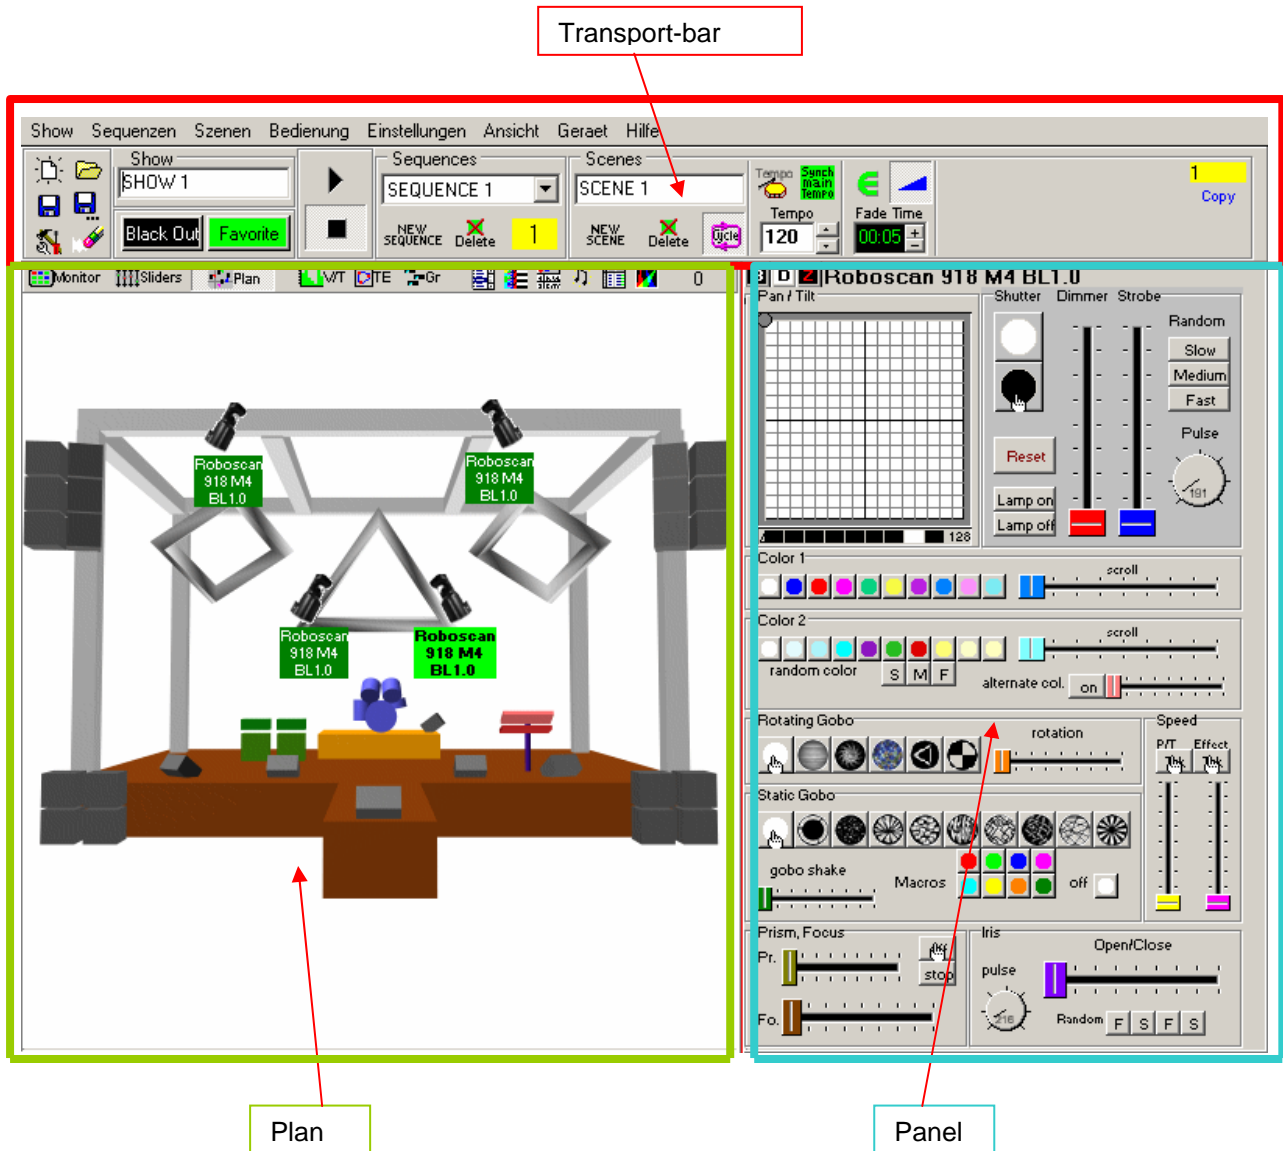 Transport-bar
Show Sequenzen Szenen Bedienung Einstellungen Ansicht Geraet Hilfe
Show
SHOW 1
Black Out Favorite
Sequences
SEQUENCE 1
NEW SEQUENCE Delete 1
Scenes
SCENE 1
NEW SCENE Delete Cycle
Tempo Synch main Tempo
Tempo
120
Fade Time
00:05
1
Copy
Monitor Sliders Plan V/T TE Gr 0
Roboscan 918 M4 BL1.0
Roboscan
918 M4
BL1.0
Roboscan
918 M4
BL1.0
Roboscan
918 M4
BL1.0
Roboscan
918 M4
BL1.0
Pan / Tilt
128
Shutter Dimmer Strobe
Random
Slow
Medium
Fast
Pulse
191
Reset
Lamp on
Lamp off
Color 1
scroll
Color 2
scroll
random color S M F
alternate col. on
Rotating Gobo
rotation
Speed
P/T Effect
Static Gobo
gobo shake
Macros off
Prism, Focus
Pr.
stop
Fo.
Iris
Open/Close
pulse
216
Random F S F S
Plan
Panel